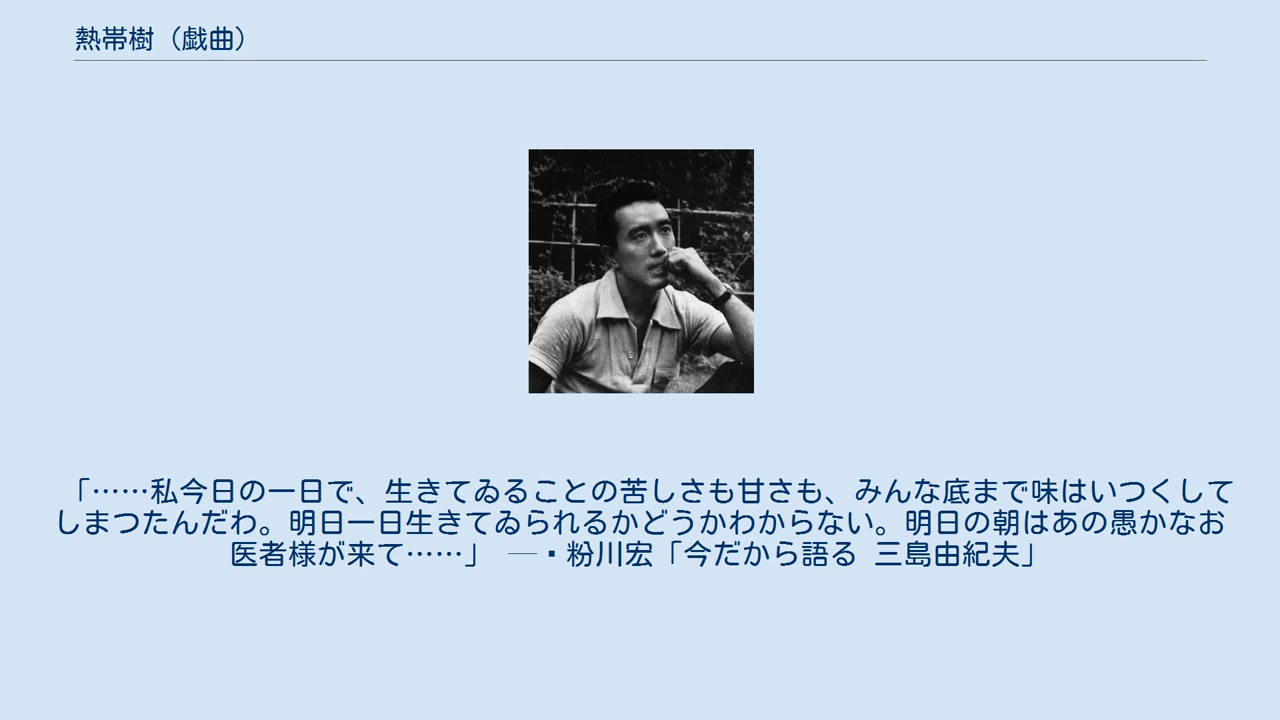 熱帯樹（戯曲）
「……私今日の一日で、生きてゐることの苦しさも甘さも、みんな底まで味はいつくして
しまつたんだわ。明日一日生きてゐられるかどうかわからない。明日の朝はあの愚かなお
医者様が来て……」 ─・粉川宏「今だから語る 三島由紀夫」